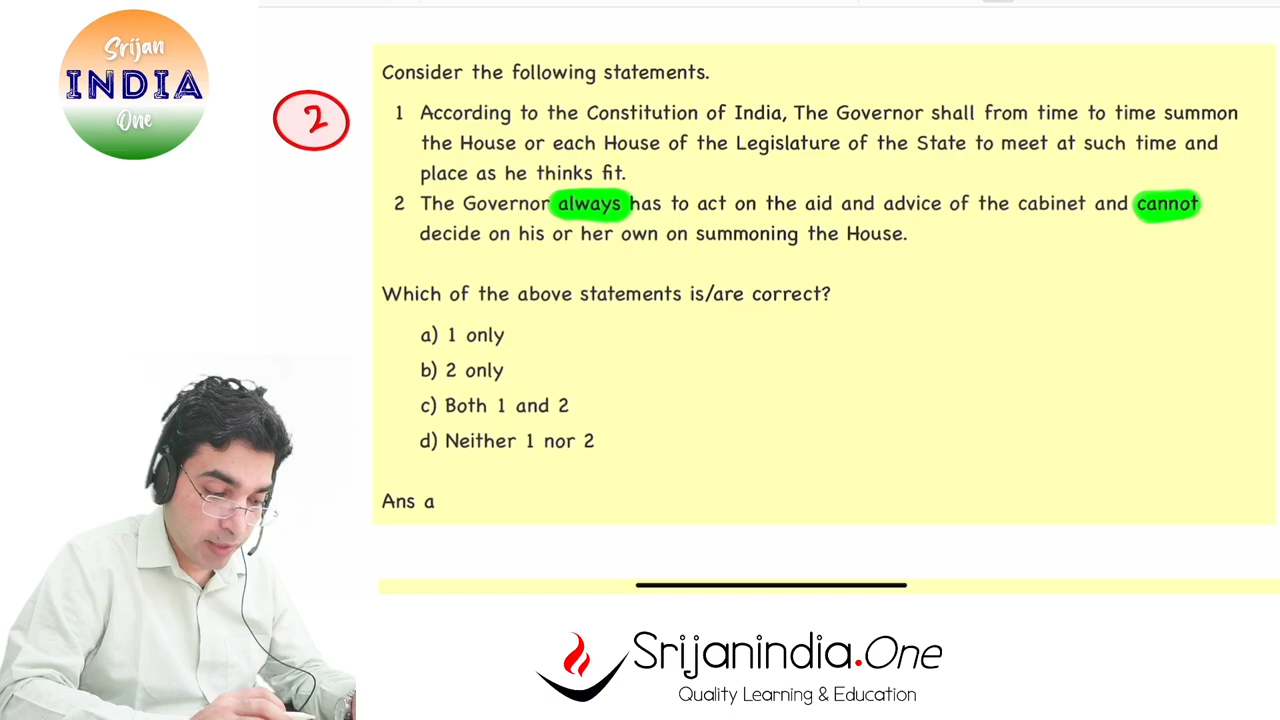 Srijan
INDIA
One
2
Consider the following statements.
1 According to the Constitution of India, The Governor shall from time to time summon
the House or each House of the Legislature of the State to meet at such time and
place as he thinks fit.
2 The Governor always has to act on the aid and advice of the cabinet and cannot
decide on his or her own on summoning the House.
Which of the above statements is/are correct?
a) 1 only
b) 2 only
c) Both 1 and 2
d) Neither 1 nor 2
Ans a
Srijanindia.One
Quality Learning & Education